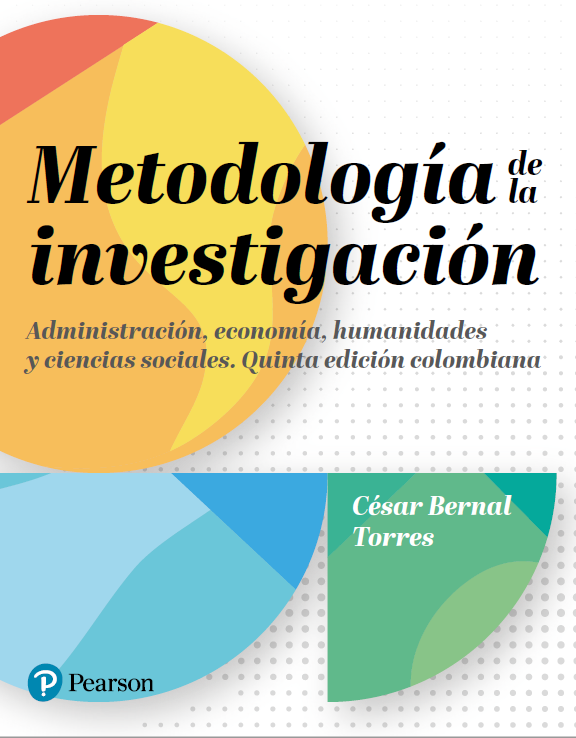 Metodología de la
investigación
Administración, economía, humanidades
y ciencias sociales. Quinta edición colombiana
César Bernal
Torres
Pearson